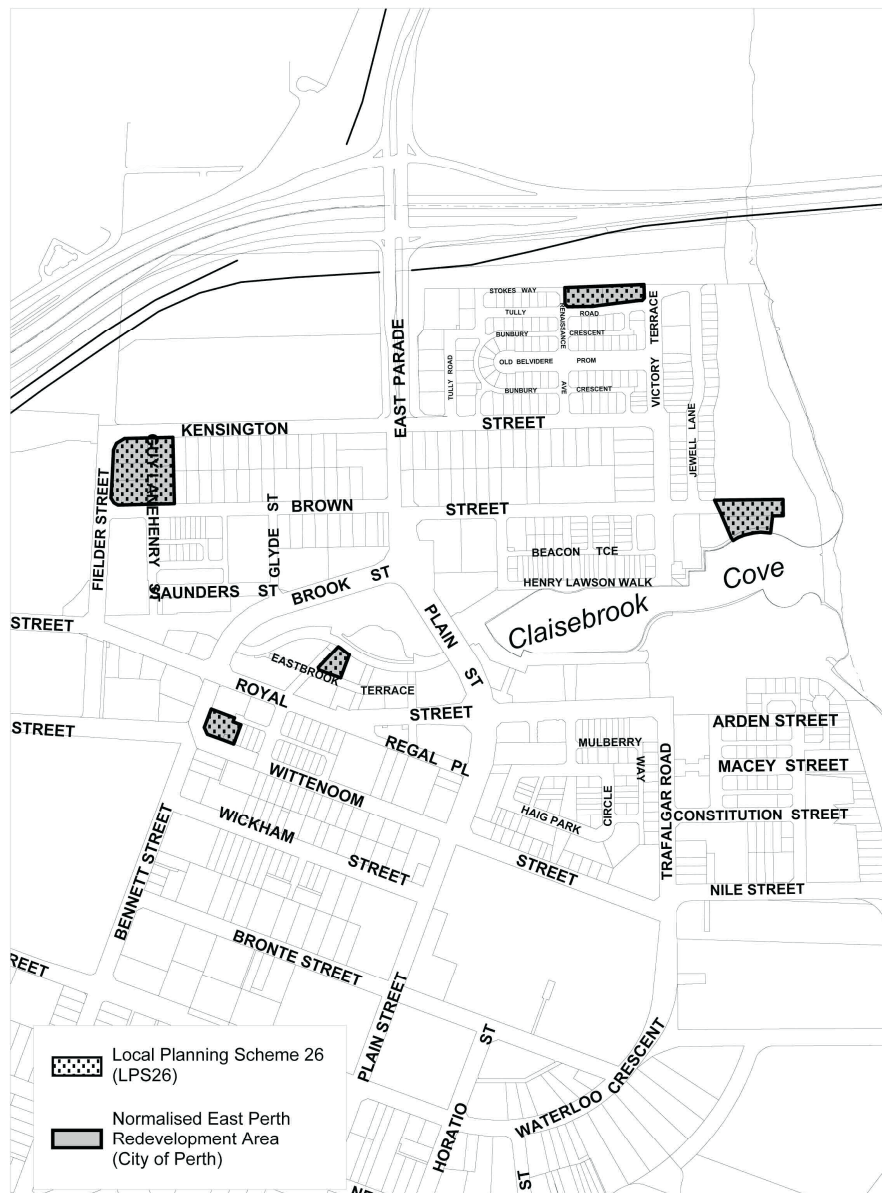 STOKES WAY
TULLY ROAD
RENAISSANCE AVE
BUNBURY CRESCENT
OLD BELVIDERE PROM
BUNBURY CRESCENT
TULLY ROAD
VICTORY TERRACE
JEWELL LANE
EAST PARADE
KENSINGTON STREET
GUY LANE
HENRY ST
FIELDER STREET
GLYDE ST
BROWN STREET
BEACON TCE
HENRY LAWSON WALK
SAUNDERS ST
BROOK ST
PLAIN ST
Claisebrook Cove
STREET
EASTBROOK TERRACE
ROYAL STREET
STREET
REGAL PL
ARDEN STREET
MULBERRY WAY
MACEY STREET
TRAFALGAR ROAD
CIRCLE
HAIG PARK
CONSTITUTION STREET
WITTENOOM STREET
WICKHAM STREET
NILE STREET
BENNETT STREET
BRONTE STREET
REET
PLAIN STREET
HORATIO ST
WATERLOO CRESCENT
ST
NE
Local Planning Scheme 26
(LPS26)
Normalised East Perth
Redevelopment Area
(City of Perth)